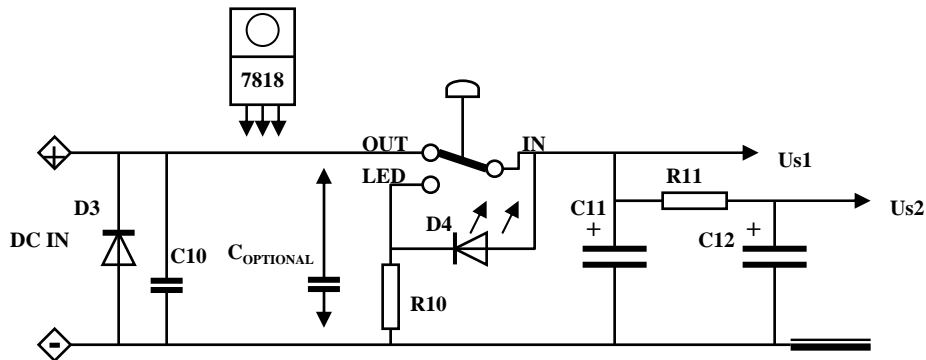 7818
OUT
IN
Us1
LED
R11
D3
D4
C11
Us2
+
+
DC IN
C12
C10
COPTIONAL
R10